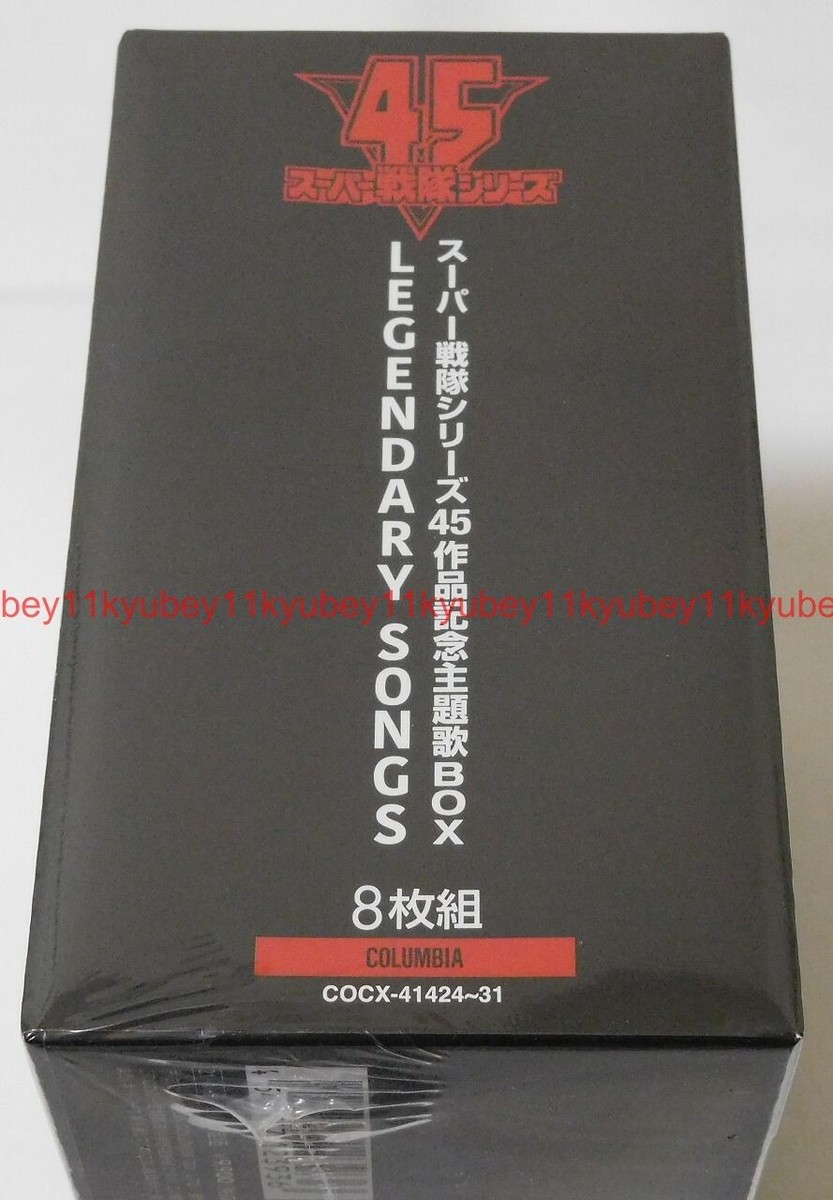 45
スーパー戦隊シリーズ
スーパー戦隊シリーズ45作品記念主題歌BOX
LEGENDARY SONGS
bey11kyubey11kyubey11kyubey11kyubey11kyube
8枚組
COLUMBIA
COCX-41424~31